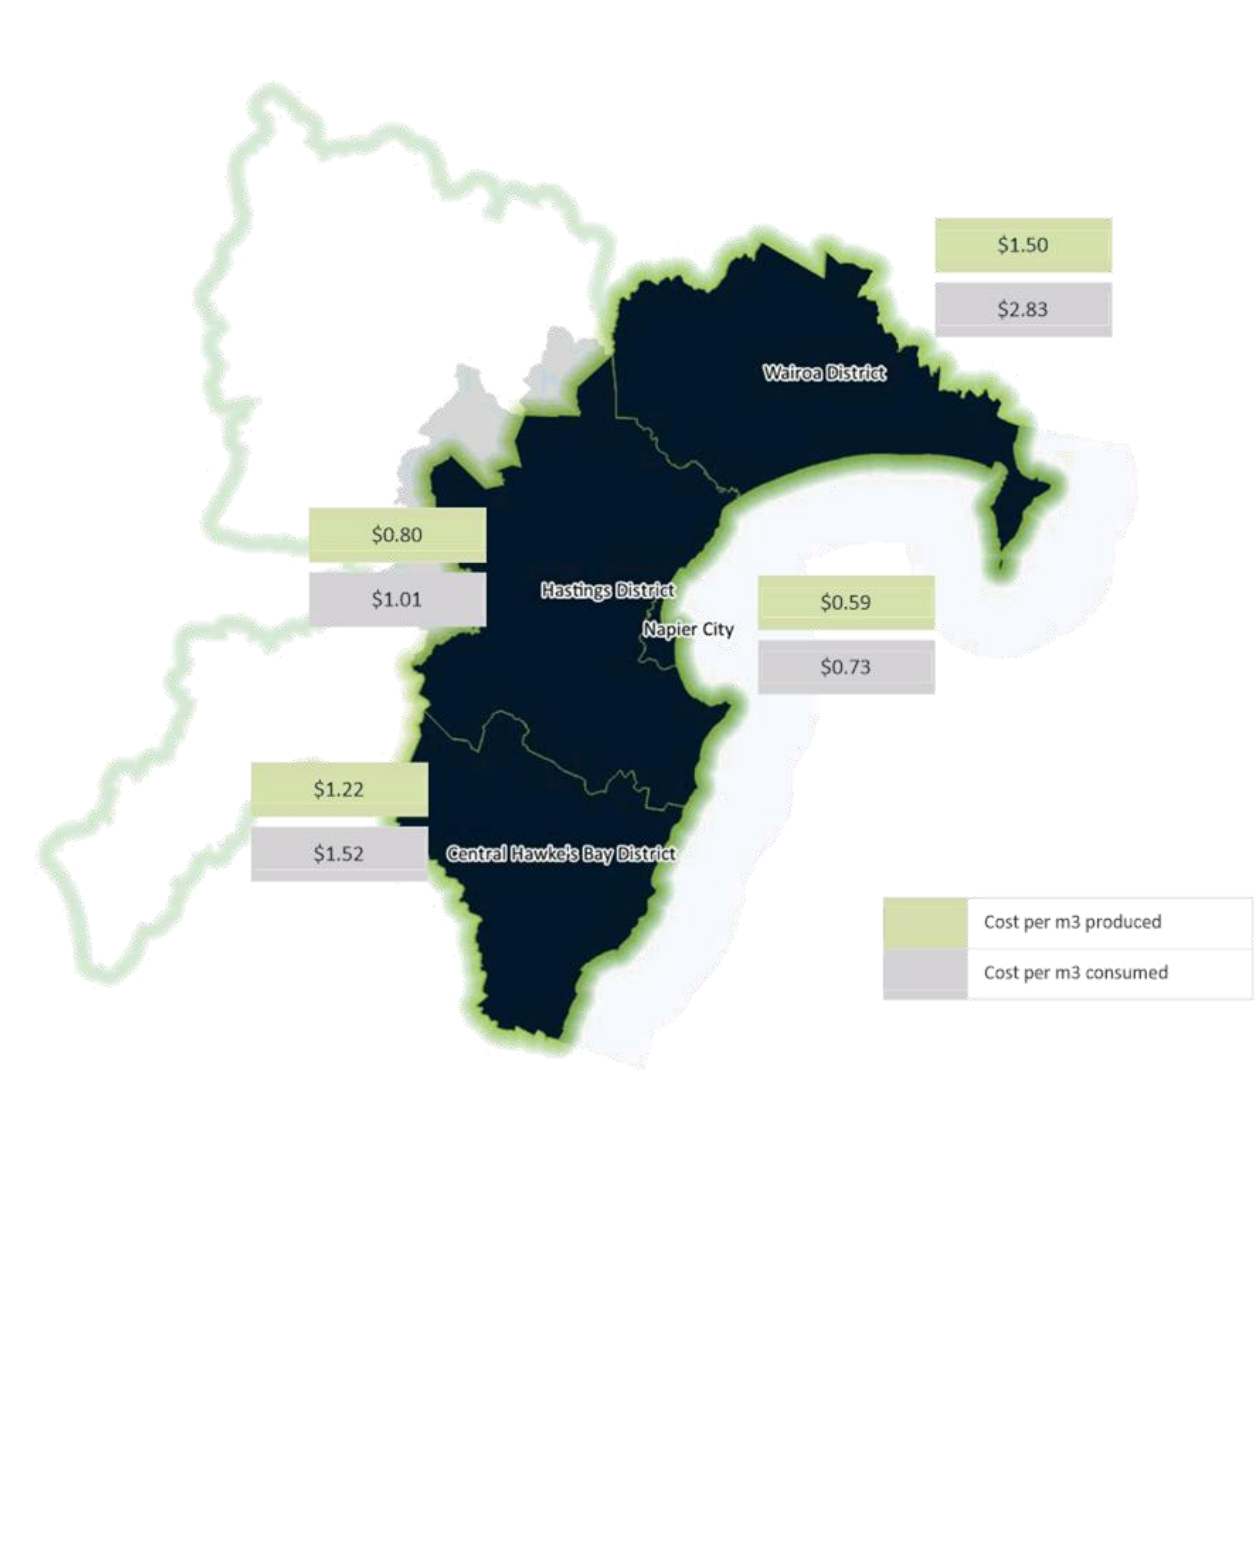 $1.50
$2.83
Wairoa District
$0.80
$1.01
Hastings District
Napier City
$0.59
$0.73
$1.22
$1.52
Central Hawke's Bay District
Cost per m3 produced
Cost per m3 consumed